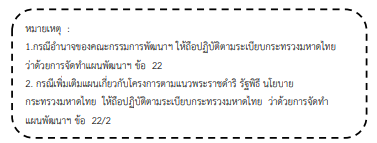 หมายเหตุ :
1.กรณีอำนาจของคณะกรรมการพัฒนาฯ ให้ถือปฏิบัติตามระเบียบกระทรวงมหาดไทย
ว่าด้วยการจัดทำแผนพัฒนาฯ ข้อ 22
2. กรณีเพิ่มเติมแผนเกี่ยวกับโครงการตามแนวพระราชดำริ รัฐพิธี นโยบาย
กระทรวงมหาดไทย ให้ถือปฏิบัติตามระเบียบกระทรวงมหาดไทย ว่าด้วยการจัดทำ
แผนพัฒนาฯ ข้อ 22/2